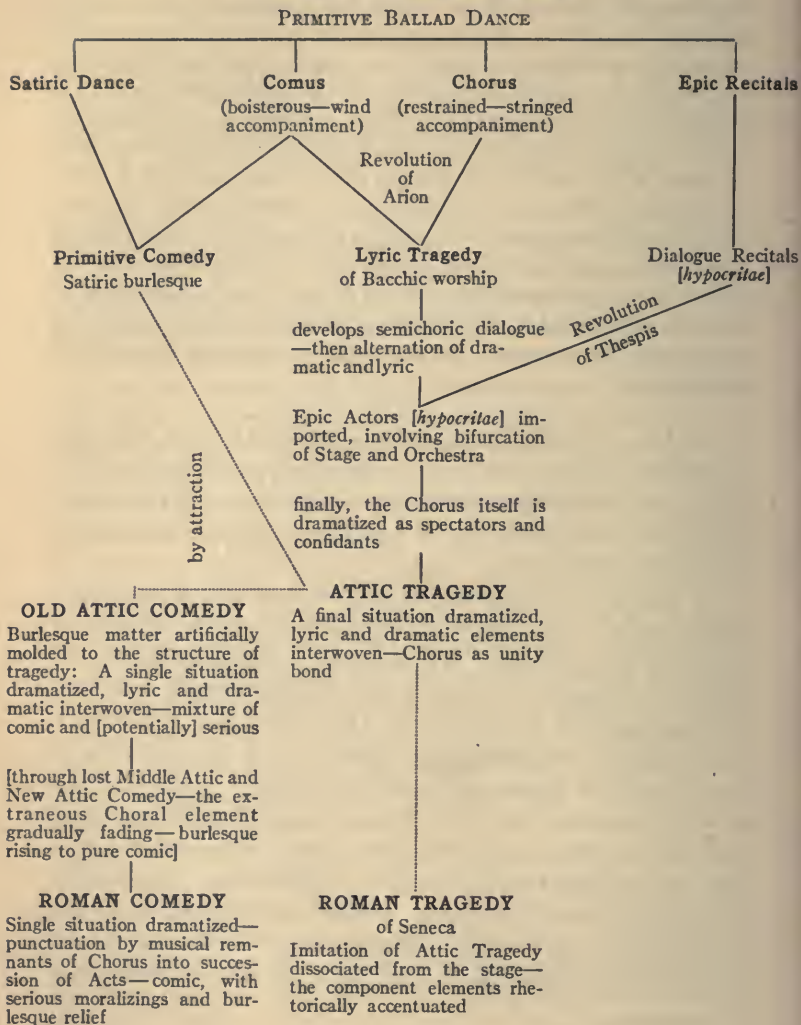 PRIMITIVE BALLAD DANCE
Satiric Dance
Comus
(boisterous—wind
accompaniment)
Chorus
(restrained—stringed
accompaniment)
Epic Recitals
Revolution
of
Arion
Primitive Comedy
Satiric burlesque
Lyric Tragedy
of Bacchic worship
Dialogue Recitals
[hypocritae]
develops semichoric dialogue
—then alternation of dra-
matic and lyric
Revolution
of Thespis
Epic Actors [hypocritae] im-
ported, involving bifurcation
of Stage and Orchestra
by attraction
finally, the Chorus itself is
dramatized as spectators and
confidants
OLD ATTIC COMEDY
Burlesque matter artificially
molded to the structure of
tragedy: A single situation
dramatized, lyric and dra-
matic interwoven—mixture of
comic and [potentially] serious
ATTIC TRAGEDY
A final situation dramatized,
lyric and dramatic elements
interwoven—Chorus as unity
bond
[through lost Middle Attic and
New Attic Comedy—the ex-
traneous Choral element
gradually fading—burlesque
rising to pure comic]
ROMAN COMEDY
Single situation dramatized—
punctuation by musical rem-
nants of Chorus into succes-
sion of Acts—comic, with
serious moralizings and bur-
lesque relief
ROMAN TRAGEDY
of Seneca
Imitation of Attic Tragedy
dissociated from the stage—
the component elements rhe-
torically accentuated